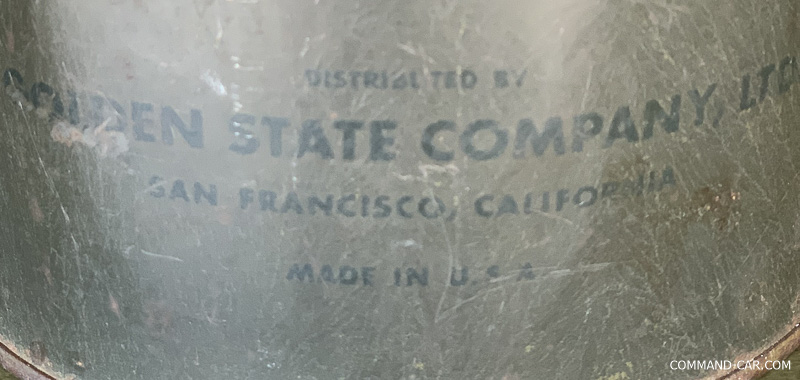 DISTRIBUTED BY
GOLDEN STATE COMPANY, LTD
SAN FRANCISCO, CALIFORNIA
MADE IN U.S.A
COMMAND-CAR.COM